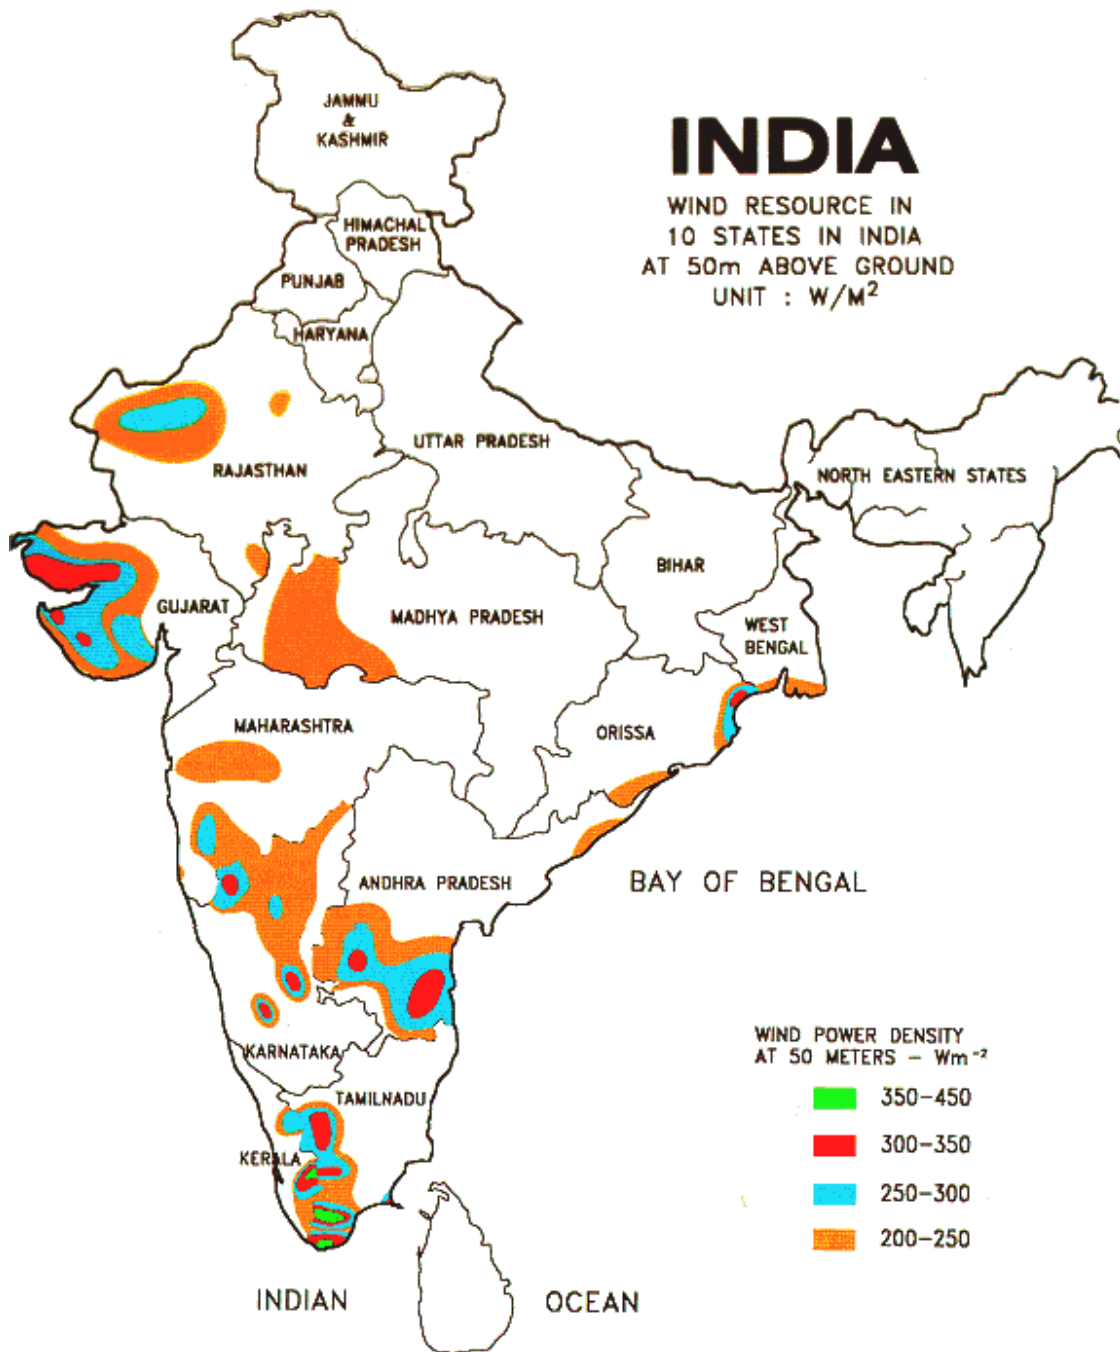 JAMMU
&
KASHMIR
INDIA
WIND RESOURCE IN
10 STATES IN INDIA
AT 50m ABOVE GROUND
UNIT : W/M²
HIMACHAL
PRADESH
PUNJAB
HARYANA
UTTAR PRADESH
RAJASTHAN
NORTH EASTERN STATES
BIHAR
GUJARAT
MADHYA PRADESH
WEST
BENGAL
MAHARASHTRA
ORISSA
ANDHRA PRADESH
BAY OF BENGAL
KARNATAKA
TAMILNADU
KERALA
WIND POWER DENSITY
AT 50 METERS – Wm⁻²
350–450
300–350
250–300
200–250
INDIAN OCEAN